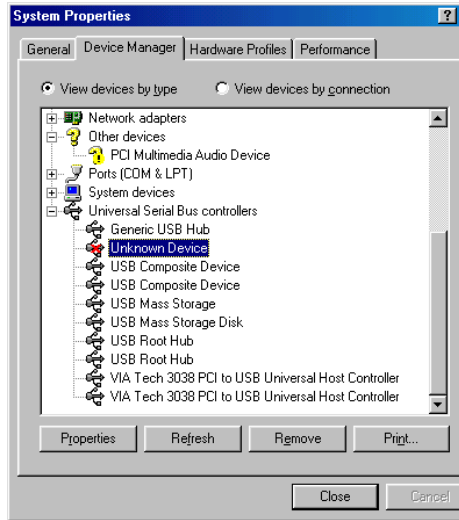 System Properties
?
General Device Manager Hardware Profiles Performance
View devices by type View devices by connection
Network adapters
Other devices
PCI Multimedia Audio Device
Ports (COM & LPT)
System devices
Universal Serial Bus controllers
Generic USB Hub
Unknown Device
USB Composite Device
USB Composite Device
USB Mass Storage
USB Mass Storage Disk
USB Root Hub
USB Root Hub
VIA Tech 3038 PCI to USB Universal Host Controller
VIA Tech 3038 PCI to USB Universal Host Controller
Properties Refresh Remove Print...
Close Cancel